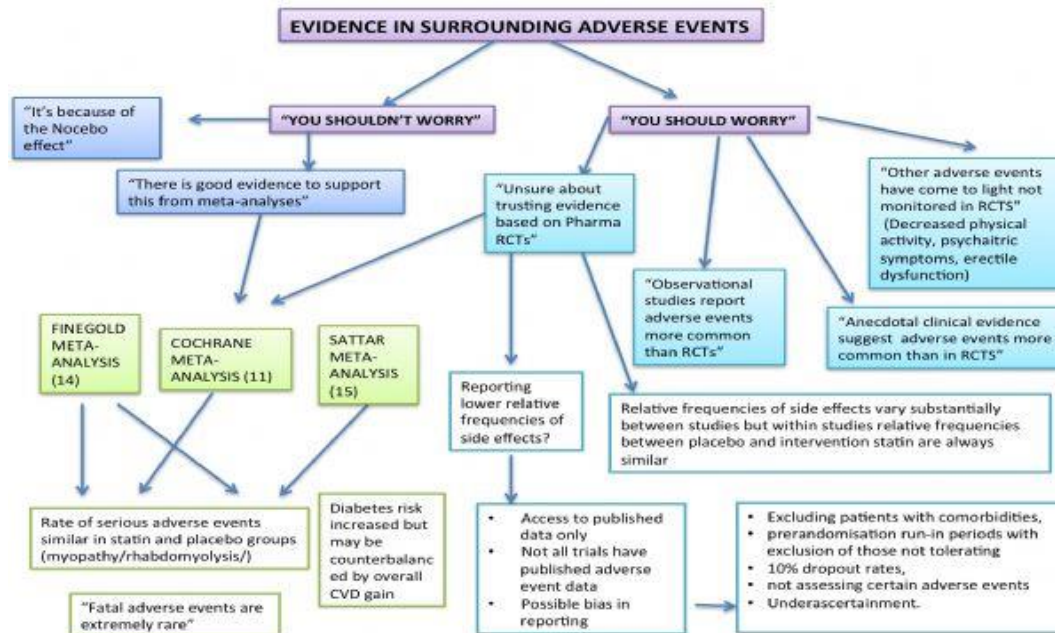 EVIDENCE IN SURROUNDING ADVERSE EVENTS
"It's because of
the Nocebo
effect"
"YOU SHOULDN'T WORRY"
"YOU SHOULD WORRY"
"There is good evidence to support
this from meta-analyses"
"Unsure about
trusting evidence
based on Pharma
RCTs"
"Other adverse events
have come to light not
monitored in RCTS"
(Decreased physical
activity, psychaitric
symptoms, erectile
dysfunction)
"Observational
studies report
adverse events
more common
than RCTs"
"Anecdotal clinical evidence
suggest adverse events more
common than in RCTS"
FINEGOLD
META-
ANALYSIS
(14)
COCHRANE
META-
ANALYSIS (11)
SATTAR
META-
ANALYSIS
(15)
Reporting
lower relative
frequencies of
side effects?
Relative frequencies of side effects vary substantially
between studies but within studies relative frequencies
between placebo and intervention statin are always
similar
Rate of serious adverse events
similar in statin and placebo groups
(myopathy/rhabdomyolysis/)
Diabetes risk
increased but
may be
counterbalanc
ed by overall
CVD gain
"Fatal adverse events are
extremely rare"
• Access to published
data only
• Not all trials have
published adverse
event data
• Possible bias in
reporting
• Excluding patients with comorbidities,
• prerandomisation run-in periods with
exclusion of those not tolerating
• 10% dropout rates,
• not assessing certain adverse events
• Underascertainment.